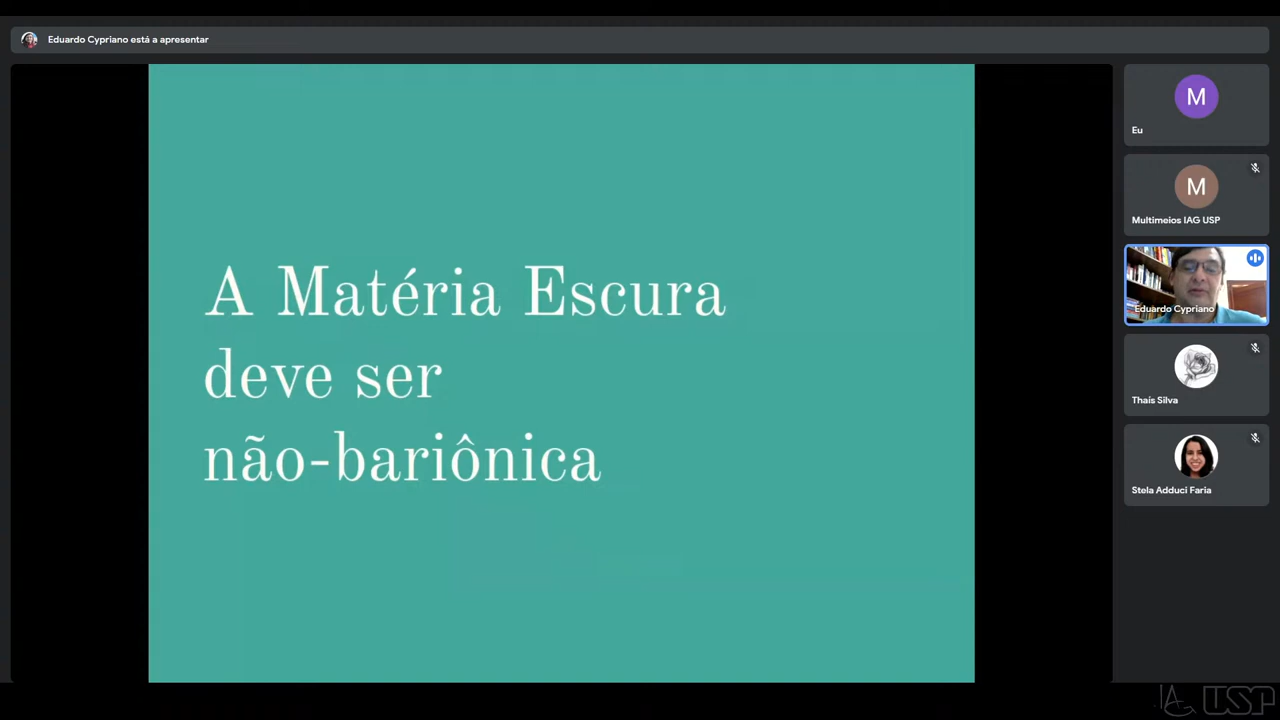 Eduardo Cypriano está a apresentar
A Matéria Escura
deve ser
não-bariônica
M
Eu
M
Multimeios IAG USP
Eduardo Cypriano
Thais Silva
Stela Adduci Faria
IAG USP